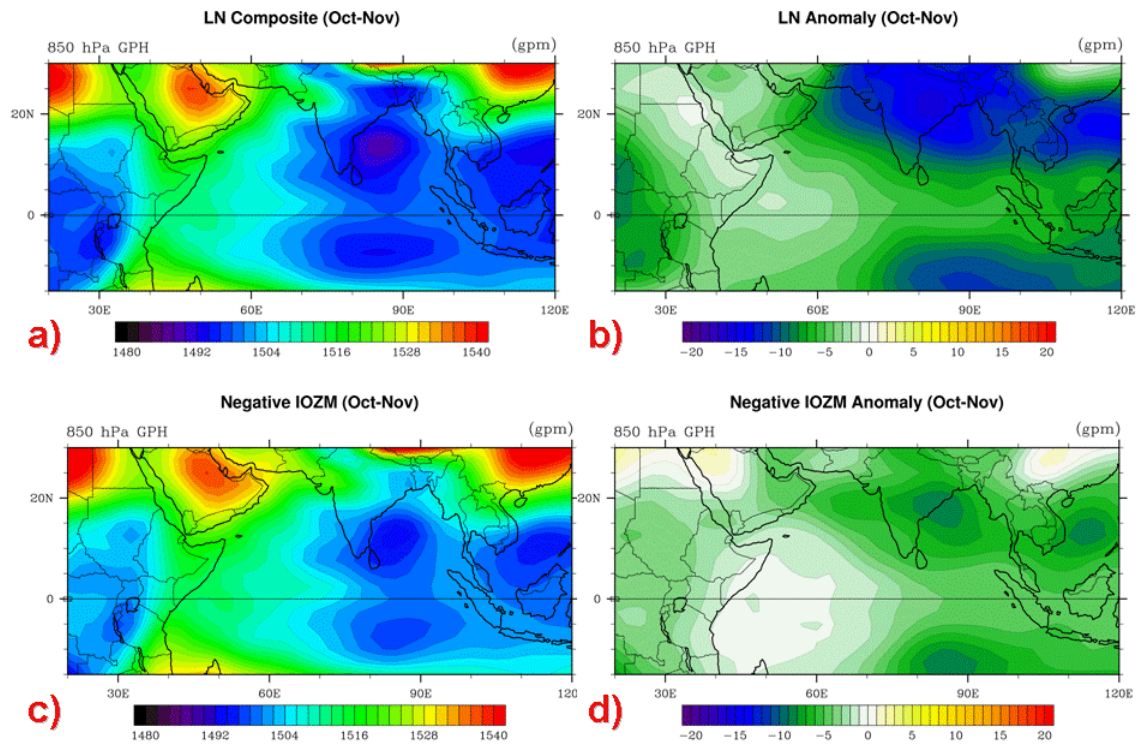 LN Composite (Oct-Nov)
850 hPa GPH (gpm)
20N
0
30E 60E 90E 120E
a)
1480 1492 1504 1516 1528 1540
LN Anomaly (Oct-Nov)
850 hPa GPH (gpm)
20N
0
30E 60E 90E 120E
b)
−20 −15 −10 −5 0 5 10 15 20
Negative IOZM (Oct-Nov)
850 hPa GPH (gpm)
20N
0
30E 60E 90E 120
c)
1480 1492 1504 1516 1528 1540
Negative IOZM Anomaly (Oct-Nov)
850 hPa GPH (gpm)
20N
0
30E 60E 90E 120E
d)
−20 −15 −10 −5 0 5 10 15 20